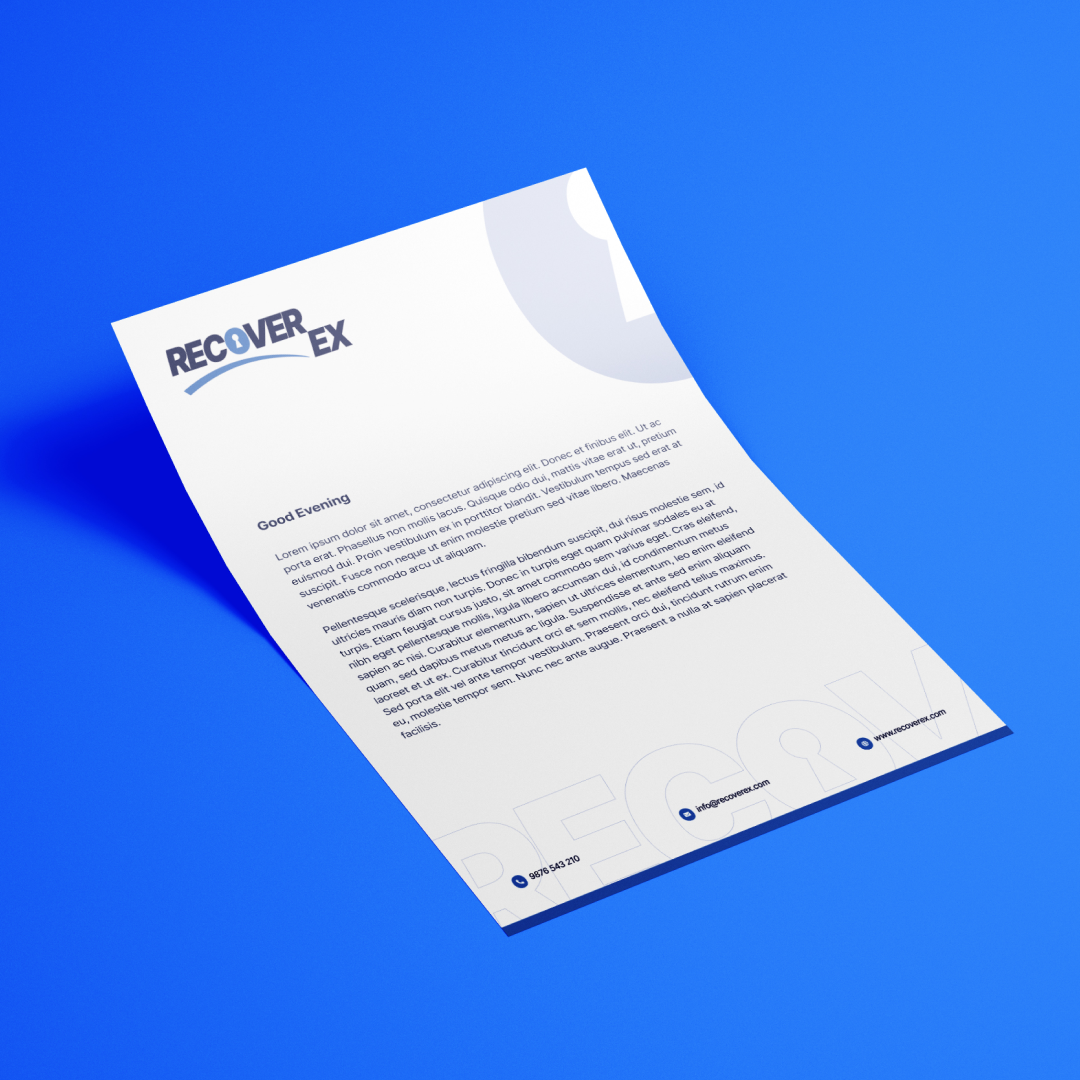 RECOVER
EX
Good Evening
Lorem ipsum dolor sit amet, consectetur adipiscing elit. Donec et finibus elit. Ut ac
porta erat. Phasellus non mollis lacus. Quisque odio dui, mattis vitae erat ut, pretium
euismod dui. Proin vestibulum ex in porttitor blandit. Vestibulum tempus sed erat at
suscipit. Fusce non neque ut enim molestie pretium sed vitae libero. Maecenas
venenatis commodo arcu ut aliquam.
Pellentesque scelerisque, lectus fringilla bibendum suscipit, dui risus molestie sem, id
ultricies mauris diam non turpis. Donec in turpis eget quam pulvinar sodales eu at
turpis. Etiam feugiat cursus justo, sit amet commodo sem varius eget. Cras eleifend,
nibh eget pellentesque mollis, ligula libero accumsan dui, id condimentum metus
sapien ac nisi. Curabitur elementum, sapien ut ultrices elementum, leo enim eleifend
quam, sed dapibus metus metus ac ligula. Suspendisse et ante sed enim aliquam
laoreet et ut ex. Curabitur tincidunt orci et sem mollis, nec eleifend tellus maximus.
Sed porta elit vel ante tempor vestibulum. Praesent orci dui, tincidunt rutrum enim
eu, molestie tempor sem. Nunc nec ante augue. Praesent a nulla at sapien placerat
facilisis.
RECOV
9876 543 210
info@recoverex.com
www.recoverex.com